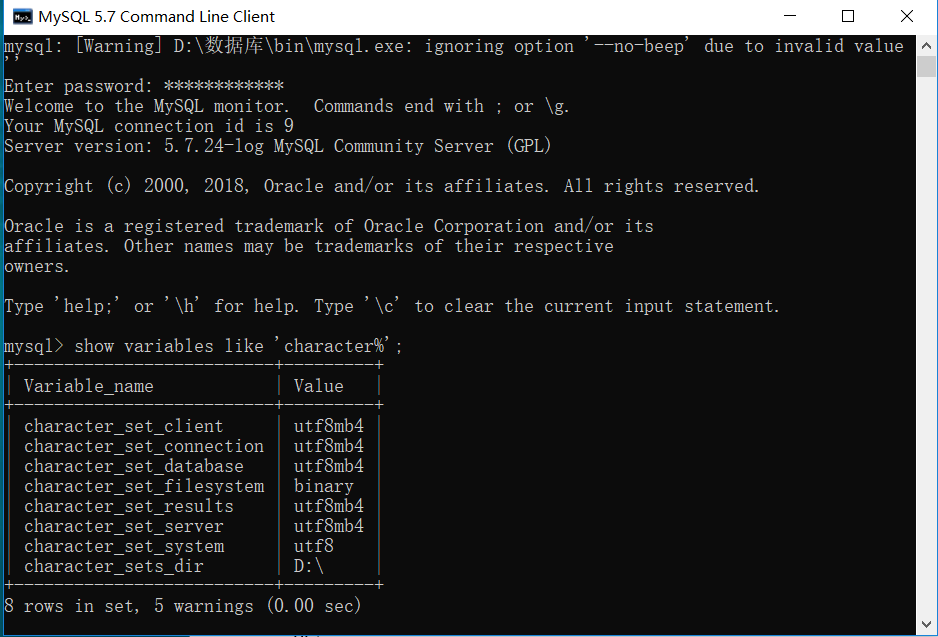 MySQL 5.7 Command Line Client
mysql: [Warning] D:\数据库\bin\mysql.exe: ignoring option '--no-beep' due to invalid value
''
Enter password: ************
Welcome to the MySQL monitor.  Commands end with ; or \g.
Your MySQL connection id is 9
Server version: 5.7.24-log MySQL Community Server (GPL)
Copyright (c) 2000, 2018, Oracle and/or its affiliates. All rights reserved.
Oracle is a registered trademark of Oracle Corporation and/or its
affiliates. Other names may be trademarks of their respective
owners.
Type 'help;' or '\h' for help. Type '\c' to clear the current input statement.
mysql> show variables like 'character%';
+--------------------------+---------+
| Variable_name            | Value   |
+--------------------------+---------+
| character_set_client     | utf8mb4 |
| character_set_connection | utf8mb4 |
| character_set_database   | utf8mb4 |
| character_set_filesystem | binary  |
| character_set_results    | utf8mb4 |
| character_set_server     | utf8mb4 |
| character_set_system     | utf8    |
| character_sets_dir       | D:\     |
+--------------------------+---------+
8 rows in set, 5 warnings (0.00 sec)